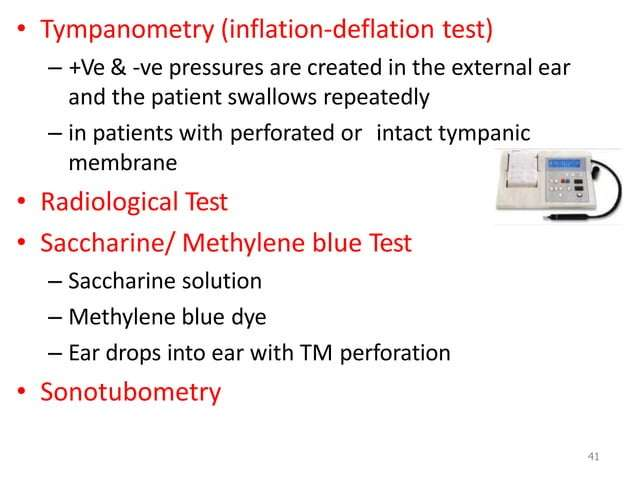 • Tympanometry (inflation-deflation test)
– +Ve & -ve pressures are created in the external ear
and the patient swallows repeatedly
– in patients with perforated or intact tympanic
membrane
• Radiological Test
• Saccharine/ Methylene blue Test
– Saccharine solution
– Methylene blue dye
– Ear drops into ear with TM perforation
• Sonotubometry
41